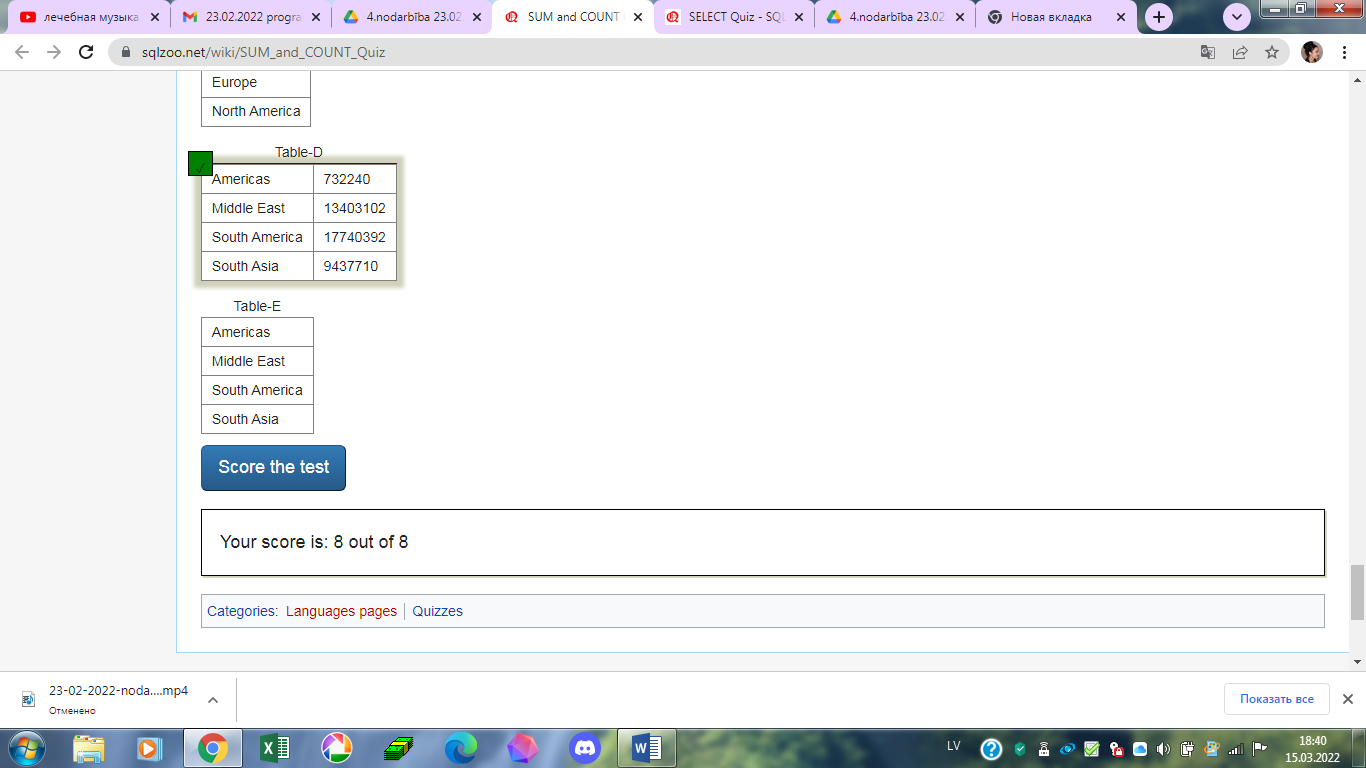 лечебная музыка
23.02.2022 progra
4.nodarbība 23.02
SUM and COUNT
SELECT Quiz - SQL
4.nodarbība 23.02.
Новая вкладка
sqlzoo.net/wiki/SUM_and_COUNT_Quiz
Europe
North America
Table-D
Americas 732240
Middle East 13403102
South America 17740392
South Asia 9437710
Table-E
Americas
Middle East
South America
South Asia
Score the test
Your score is: 8 out of 8
Categories: Languages pages Quizzes
23-02-2022-noda....mp4
Отменено
Показать все
LV
18:40
15.03.2022